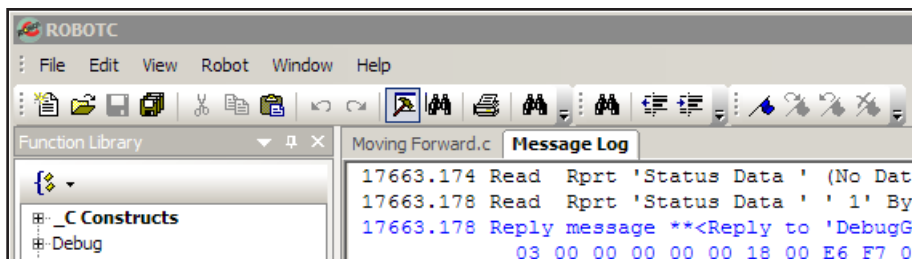 ROBOTC
File Edit View Robot Window Help
Function Library
Moving Forward.c Message Log
17663.174 Read Rprt 'Status Data ' (No Dat
17663.178 Read Rprt 'Status Data ' ' 1' By
_C Constructs
17663.178 Reply message **<Reply to 'DebugG
Debug
03 00 00 00 00 00 18 00 E6 F7 0